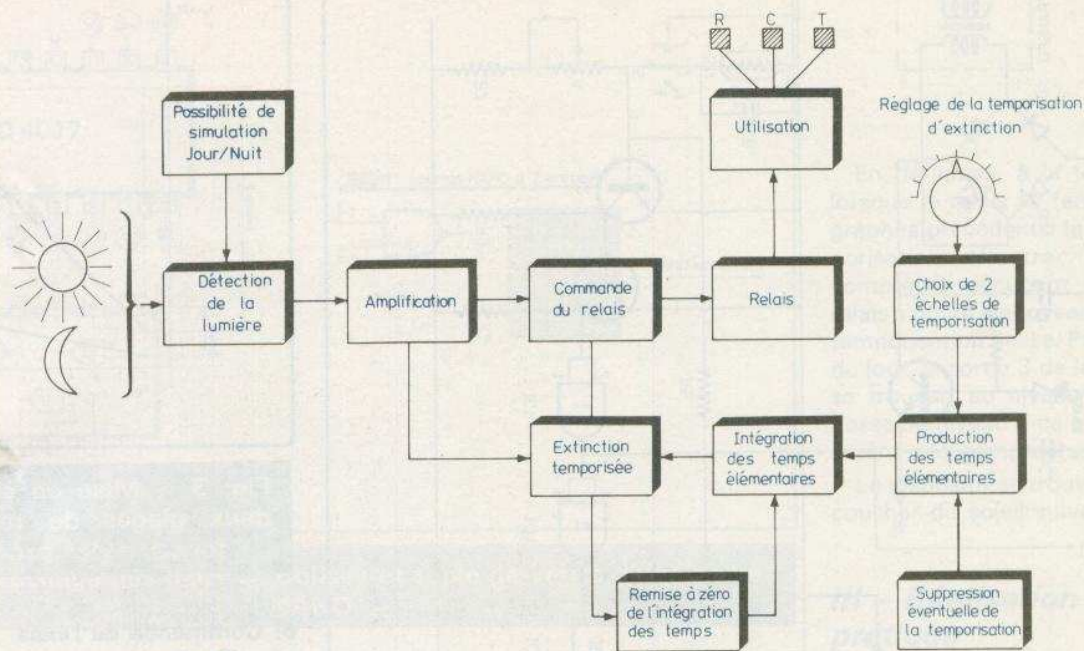 R C T
Possibilité de
simulation
Jour/Nuit
Utilisation
Réglage de la temporisation
d'extinction
Détection
de la
lumière
Amplification
Commande
du relais
Relais
Choix de 2
échelles de
temporisation
Extinction
temporisée
Intégration
des temps
élémentaires
Production
des temps
élémentaires
Remise à zéro
de l'intégration
des temps
Suppression
éventuelle de
la temporisation